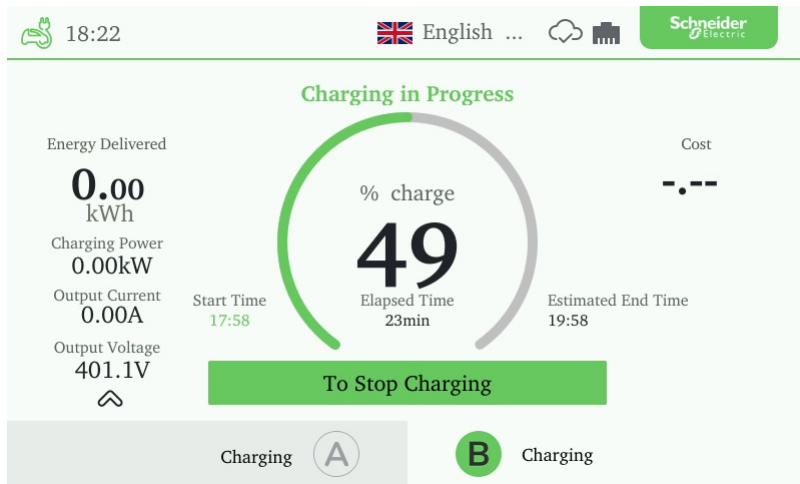 18:22
English ...
Schneider
Electric
Charging in Progress
Energy Delivered
0.00
kWh
Charging Power
0.00kW
Output Current
0.00A
Output Voltage
401.1V
% charge
49
Start Time
17:58
Elapsed Time
23min
Estimated End Time
19:58
Cost
-.--
To Stop Charging
Charging A
B Charging